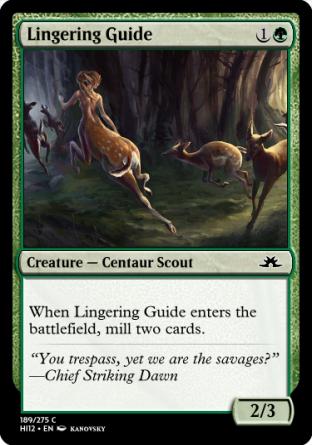 Lingering Guide 1
Creature — Centaur Scout
When Lingering Guide enters the
battlefield, mill two cards.
“You trespass, yet we are the savages?”
—Chief Striking Dawn
2/3
189/275 C
HI12 • EN KANOVSKY